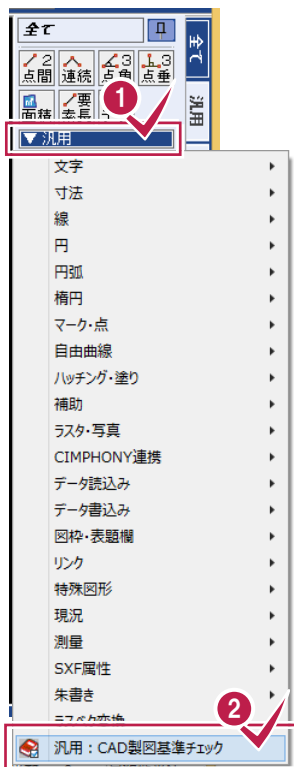 全て
全て
2
点間
連続
3
点角
3
点垂
面積
要
素長
汎用
1
▼ 汎用
文字
寸法
線
円
円弧
楕円
マーク・点
自由曲線
ハッチング・塗り
補助
ラスタ・写真
CIMPHONY連携
データ読込み
データ書込み
図枠・表題欄
リンク
特殊図形
現況
測量
SXF属性
朱書き
2
汎用：CAD製図基準チェック